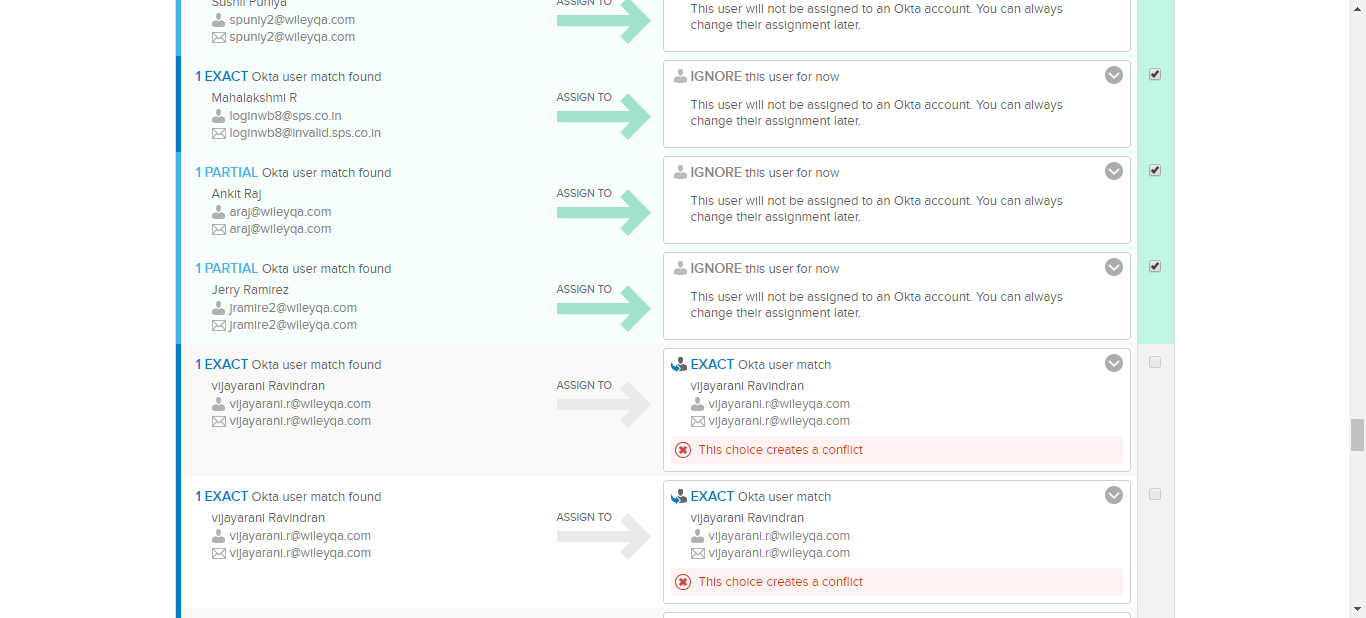 Sushil Puniya
spuniy2@wileyqa.com
spuniy2@wileyqa.com
ASSIGN TO
This user will not be assigned to an Okta account. You can always
change their assignment later.
1 EXACT Okta user match found
Mahalakshmi R
loginwb8@sps.co.in
loginwb8@invalid.sps.co.in
ASSIGN TO
IGNORE this user for now
This user will not be assigned to an Okta account. You can always
change their assignment later.
1 PARTIAL Okta user match found
Ankit Raj
araj@wileyqa.com
araj@wileyqa.com
ASSIGN TO
IGNORE this user for now
This user will not be assigned to an Okta account. You can always
change their assignment later.
1 PARTIAL Okta user match found
Jerry Ramirez
jramire2@wileyqa.com
jramire2@wileyqa.com
ASSIGN TO
IGNORE this user for now
This user will not be assigned to an Okta account. You can always
change their assignment later.
1 EXACT Okta user match found
vijayarani Ravindran
vijayarani.r@wileyqa.com
vijayarani.r@wileyqa.com
ASSIGN TO
EXACT Okta user match
vijayarani Ravindran
vijayarani.r@wileyqa.com
vijayarani.r@wileyqa.com
This choice creates a conflict
1 EXACT Okta user match found
vijayarani Ravindran
vijayarani.r@wileyqa.com
vijayarani.r@wileyqa.com
ASSIGN TO
EXACT Okta user match
vijayarani Ravindran
vijayarani.r@wileyqa.com
vijayarani.r@wileyqa.com
This choice creates a conflict